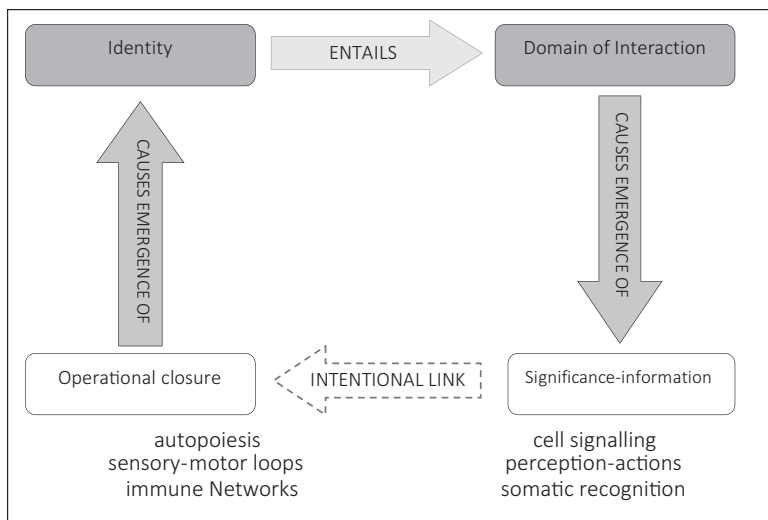 Identity
ENTAILS
Domain of Interaction
CAUSES EMERGENCE OF
CAUSES EMERGENCE OF
Operational closure
INTENTIONAL LINK
Significance-information
autopoiesis
sensory-motor loops
immune Networks
cell signalling
perception-actions
somatic recognition